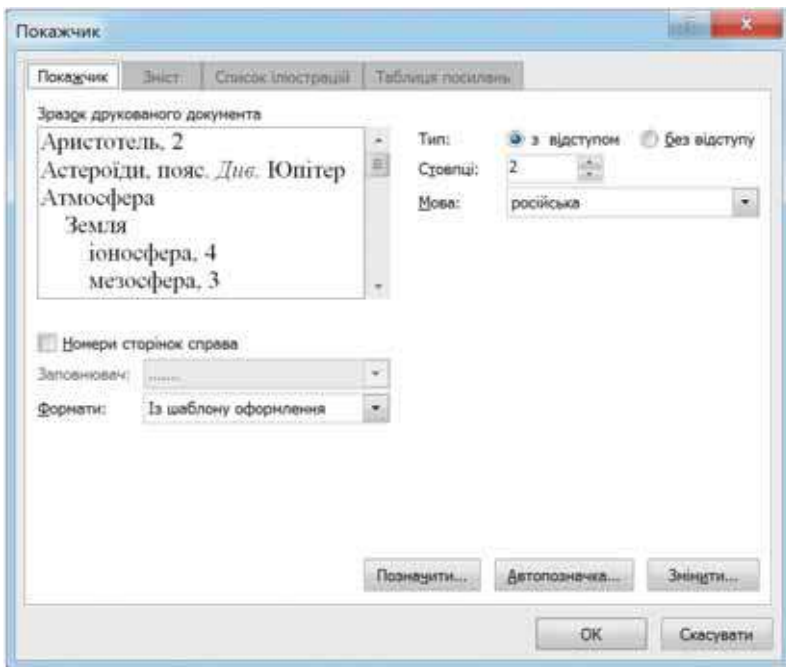 Покажчик
Покажчик Зміст Список ілюстрацій Таблиця посилань
Зразок друкованого документа
Аристотель, 2
Астероїди, пояс. Див. Юпітер
Атмосфера
Земля
іоносфера, 4
мезосфера, 3
Тип: з відступом без відступу
Стовпці: 2
Мова: російська
Номери сторінок справа
Заповнювач: .......
Формати: Із шаблону оформлення
Позначити... Автопозначка... Змінити...
ОК Скасувати